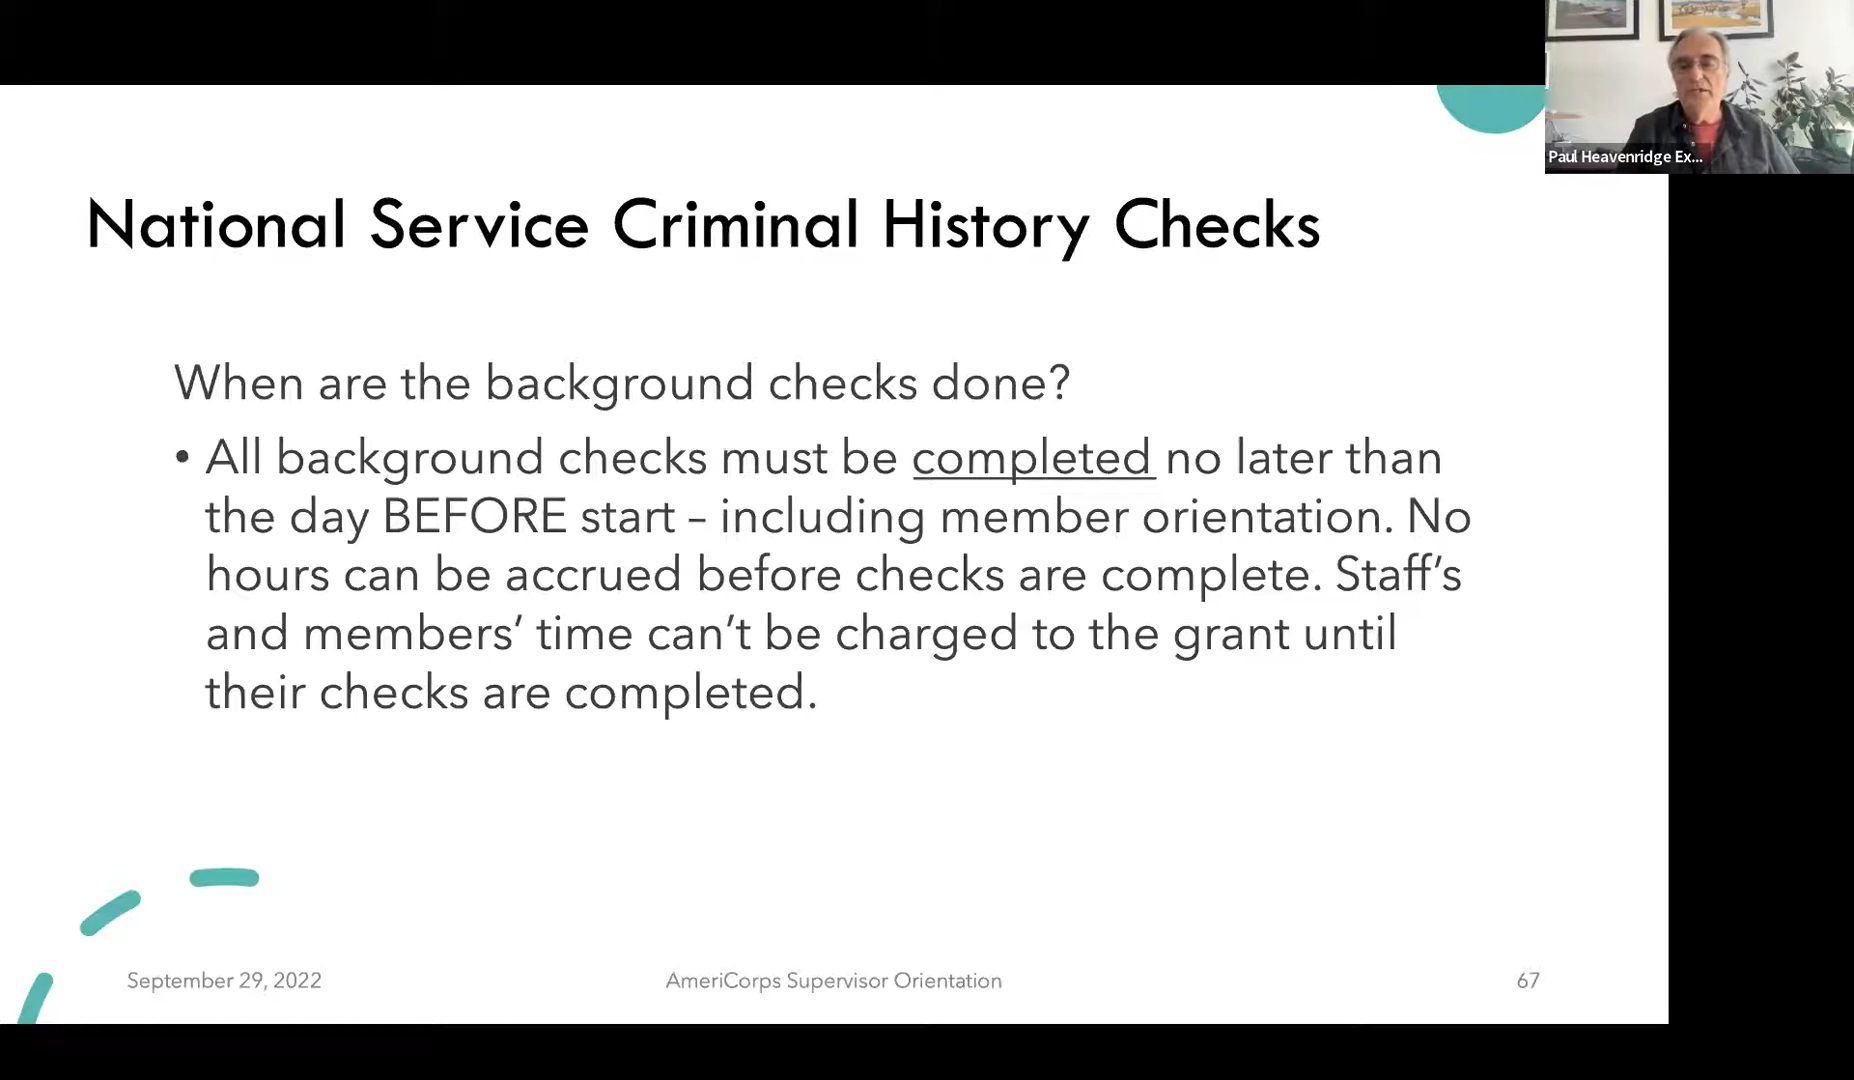 Paul Heavenridge Ex...
National Service Criminal History Checks
When are the background checks done?
• All background checks must be completed no later than
the day BEFORE start – including member orientation. No
hours can be accrued before checks are complete. Staff’s
and members’ time can’t be charged to the grant until
their checks are completed.
September 29, 2022
AmeriCorps Supervisor Orientation
67